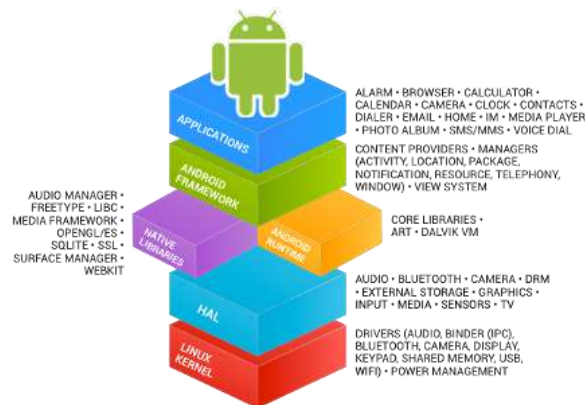 ALARM • BROWSER • CALCULATOR •
CALENDAR • CAMERA • CLOCK • CONTACTS •
DIALER • EMAIL • HOME • IM • MEDIA PLAYER
• PHOTO ALBUM • SMS/MMS • VOICE DIAL
APPLICATIONS
CONTENT PROVIDERS • MANAGERS
(ACTIVITY, LOCATION, PACKAGE,
NOTIFICATION, RESOURCE, TELEPHONY,
WINDOW) • VIEW SYSTEM
ANDROID
FRAMEWORK
AUDIO MANAGER •
FREETYPE • LIBC •
MEDIA FRAMEWORK •
OPENGL/ES •
SQLITE • SSL •
SURFACE MANAGER •
WEBKIT
NATIVE
LIBRARIES
ANDROID
RUNTIME
CORE LIBRARIES •
ART • DALVIK VM
HAL
AUDIO • BLUETOOTH • CAMERA • DRM
• EXTERNAL STORAGE • GRAPHICS •
INPUT • MEDIA • SENSORS • TV
LINUX
KERNEL
DRIVERS (AUDIO, BINDER (IPC),
BLUETOOTH, CAMERA, DISPLAY,
KEYPAD, SHARED MEMORY, USB,
WIFI) • POWER MANAGEMENT